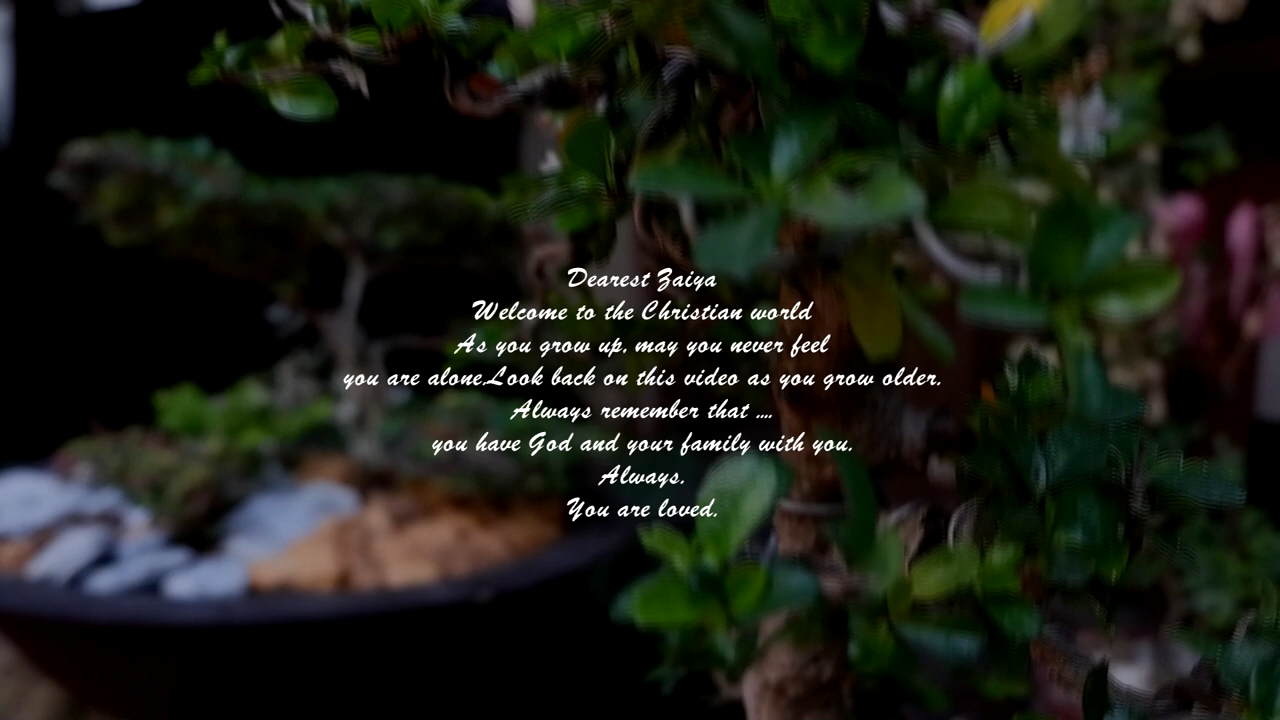 Dearest Zaiya
Welcome to the Christian world
As you grow up, may you never feel
you are alone.Look back on this video as you grow older.
Always remember that ....
you have God and your family with you.
Always.
You are loved.